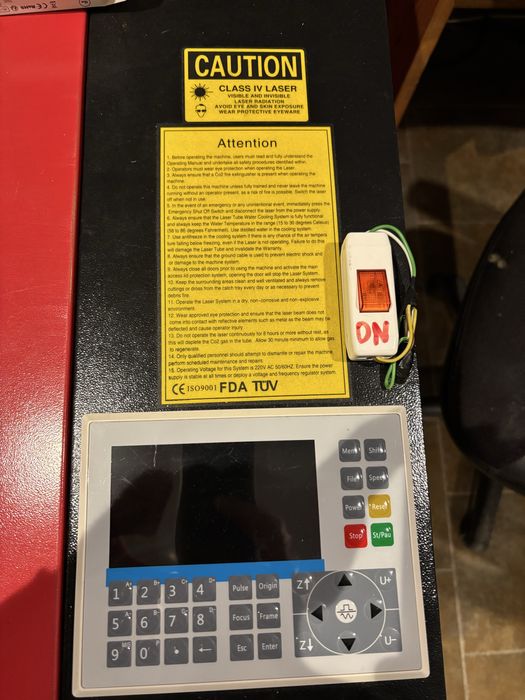 CAUTION
CLASS IV LASER
VISIBLE AND INVISIBLE
LASER RADIATION
AVOID EYE AND SKIN EXPOSURE
WEAR PROTECTIVE EYEWEAR
Attention
1. Before operating the machine, users must read and fully understand the
Operating Manual and undertake all safety procedures identified within.
2- Operators must wear eye protection when operating the Laser.
3. Always ensure that a Co2 fire extinguisher is present when operating the
machine.
4. Do not operate this machine unless fully trained and never leave the machine
running without an operator present, as a risk of fire is possible. Switch the laser
off when not in use.
5. In the event of an emergency or any unintentional event, immediately press the
Emergency Shut Off Switch and disconnect the laser from the power supply.
6. Always ensure that the Laser Tube Water Cooling System is fully functional
and always keep the Water Temperature in the range (15 to 30 degrees Celsius)
(58 to 86 degrees Fahrenheit). Use distilled water in the cooling system.
7. Use antifreeze in the cooling system if there is any chance of the air tempera
ture falling below freezing, even if the Laser is not operating. Failure to do this
will damage the Laser Tube and invalidate the Warranty.
8. Always ensure that the ground cable is used to prevent electric shock and
or damage to the machine system.
9. Always close all doors prior to using the machine and activate the main
access lid protection system, opening the door will stop the Laser System.
10. Keep the surrounding areas clean and well ventilated and always remove
cuttings or dross from the catch tray every day or as necessary to prevent
debris fire.
11. Operate the Laser System in a dry, non-corrosive and non-explosive
environment.
12. Wear approved eye protection and ensure that the laser beam does not
come into contact with reflective elements such as metal as the beam may be
deflected and cause operator injury
13. Do not operate the laser continuously for 8 hours or more without rest, as
this will deplete the Co2 gas in the tube. Allow 30 minute minimum to allow gas
to regenerate.
14. Only qualified personnel should attempt to dismantle or repair the machine,
perform scheduled maintenance and repairs.
15. Operating Voltage for this System is 220V AC 50/60HZ. Ensure the power
supply is stable at all times or deploy a voltage and frequency regulator system.
CE ISO9001 FDA TÜV
ON
Menu Shift
File Speed
Power Reset
Stop St/Pau
1 A+ 2 B+ 3 C+ 4 D+
5 A- 6 B- 7 C- 8 D-
9 0 . ←
Pulse Origin
Focus Frame
Esc Enter
Z↑ U+
Z↓ U-